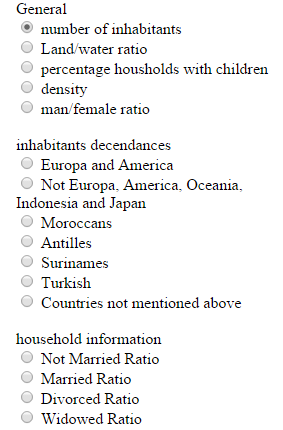 General
number of inhabitants
Land/water ratio
percentage housholds with children
density
man/female ratio
inhabitants decendances
Europa and America
Not Europa, America, Oceania,
Indonesia and Japan
Moroccans
Antilles
Surinames
Turkish
Countries not mentioned above
household information
Not Married Ratio
Married Ratio
Divorced Ratio
Widowed Ratio